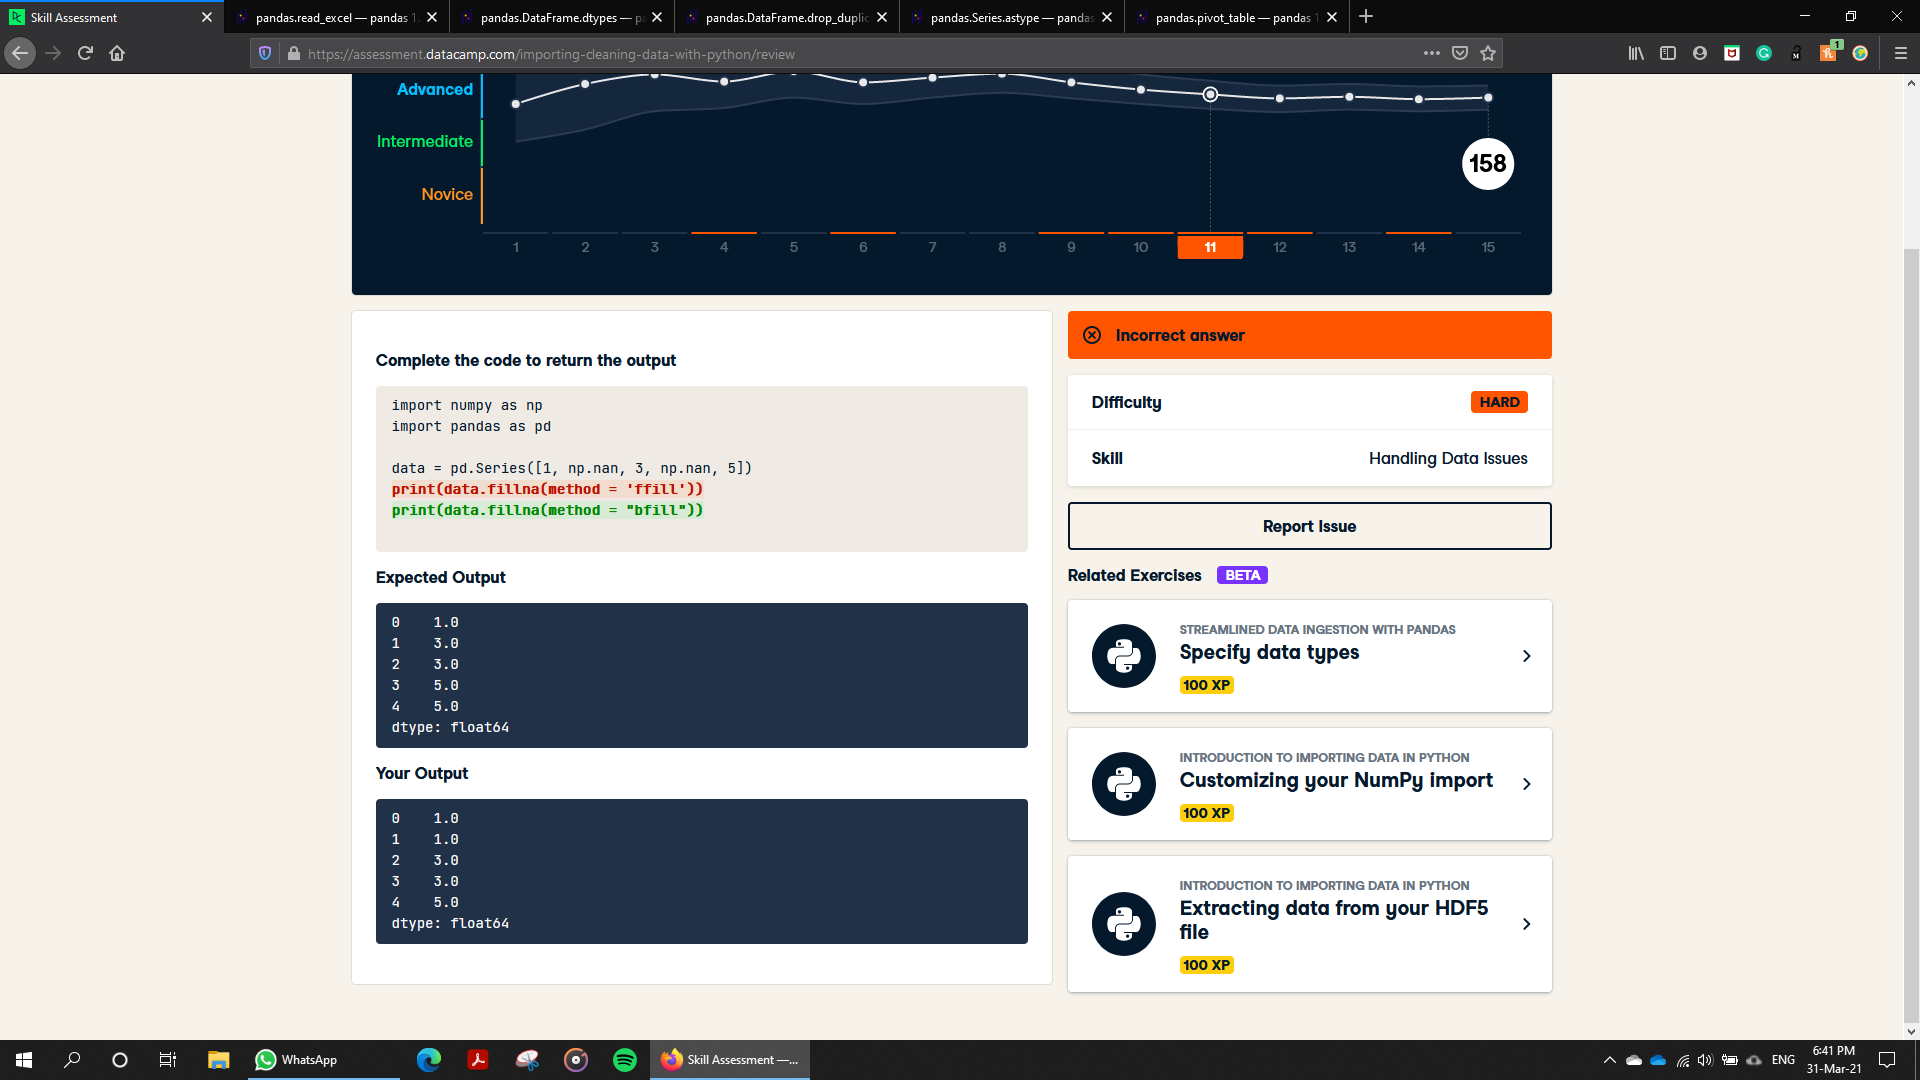 Skill Assessment
pandas.read_excel — pandas 1.
pandas.DataFrame.dtypes — pa
pandas.DataFrame.drop_duplic
pandas.Series.astype — pandas
pandas.pivot_table — pandas 1
https://assessment.datacamp.com/importing-cleaning-data-with-python/review
1
Advanced
Intermediate
Novice
158
1 2 3 4 5 6 7 8 9 10 11 12 13 14 15
Complete the code to return the output
import numpy as np
import pandas as pd
data = pd.Series([1, np.nan, 3, np.nan, 5])
print(data.fillna(method = 'ffill'))
print(data.fillna(method = "bfill"))
Expected Output
0 1.0
1 3.0
2 3.0
3 5.0
4 5.0
dtype: float64
Your Output
0 1.0
1 1.0
2 3.0
3 3.0
4 5.0
dtype: float64
Incorrect answer
Difficulty HARD
Skill Handling Data Issues
Report Issue
Related Exercises BETA
STREAMLINED DATA INGESTION WITH PANDAS
Specify data types
100 XP
INTRODUCTION TO IMPORTING DATA IN PYTHON
Customizing your NumPy import
100 XP
INTRODUCTION TO IMPORTING DATA IN PYTHON
Extracting data from your HDF5
file
100 XP
WhatsApp
Skill Assessment —...
ENG
6:41 PM
31-Mar-21